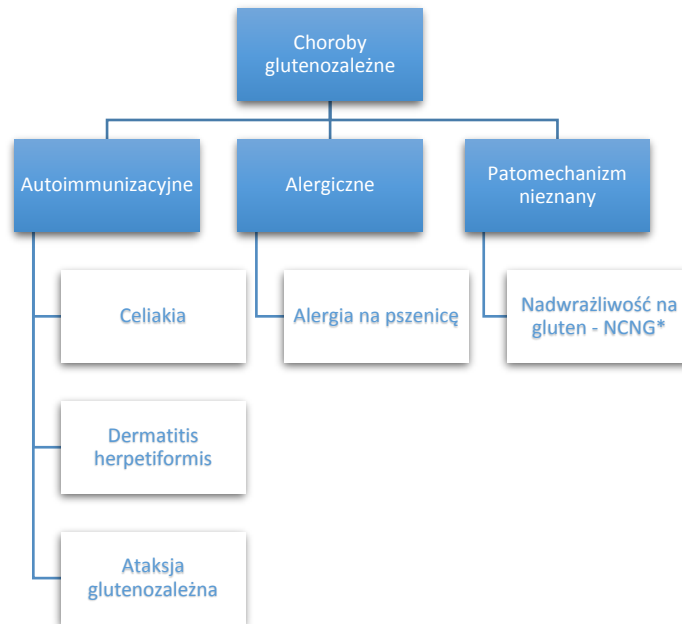 Choroby
glutenozależne
Autoimmunizacyjne
Alergiczne
Patomechanizm
nieznany
Celiakia
Alergia na pszenicę
Nadwrażliwość na
gluten - NCNG*
Dermatitis
herpetiformis
Ataksja
glutenozależna